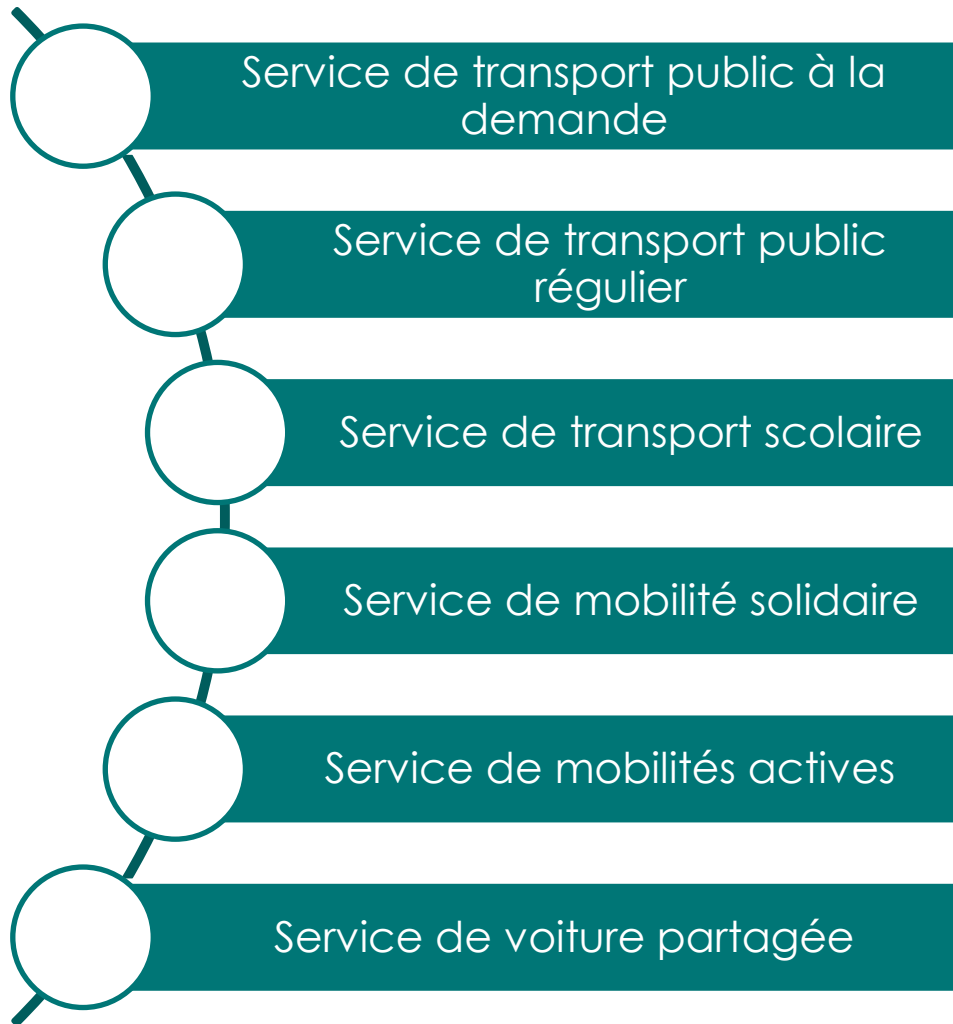 Service de transport public à la
demande
Service de transport public
régulier
Service de transport scolaire
Service de mobilité solidaire
Service de mobilités actives
Service de voiture partagée